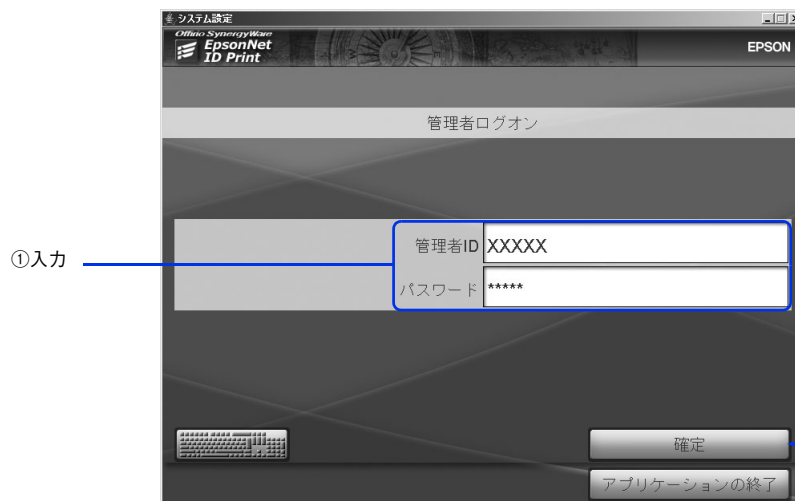 システム設定
Offirio SynergyWare
EpsonNet
ID Print
EPSON
管理者ログオン
①入力
管理者ID XXXXX
パスワード *****
確定
アプリケーションの終了